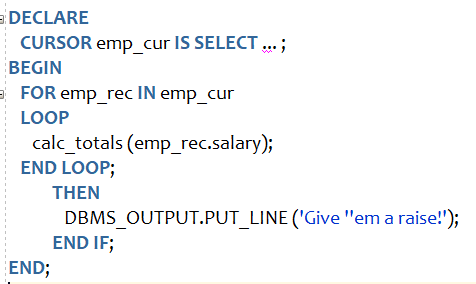 DECLARE
CURSOR emp_cur IS SELECT ... ;
BEGIN
FOR emp_rec IN emp_cur
LOOP
calc_totals (emp_rec.salary);
END LOOP;
THEN
DBMS_OUTPUT.PUT_LINE ('Give ''em a raise!');
END IF;
END;